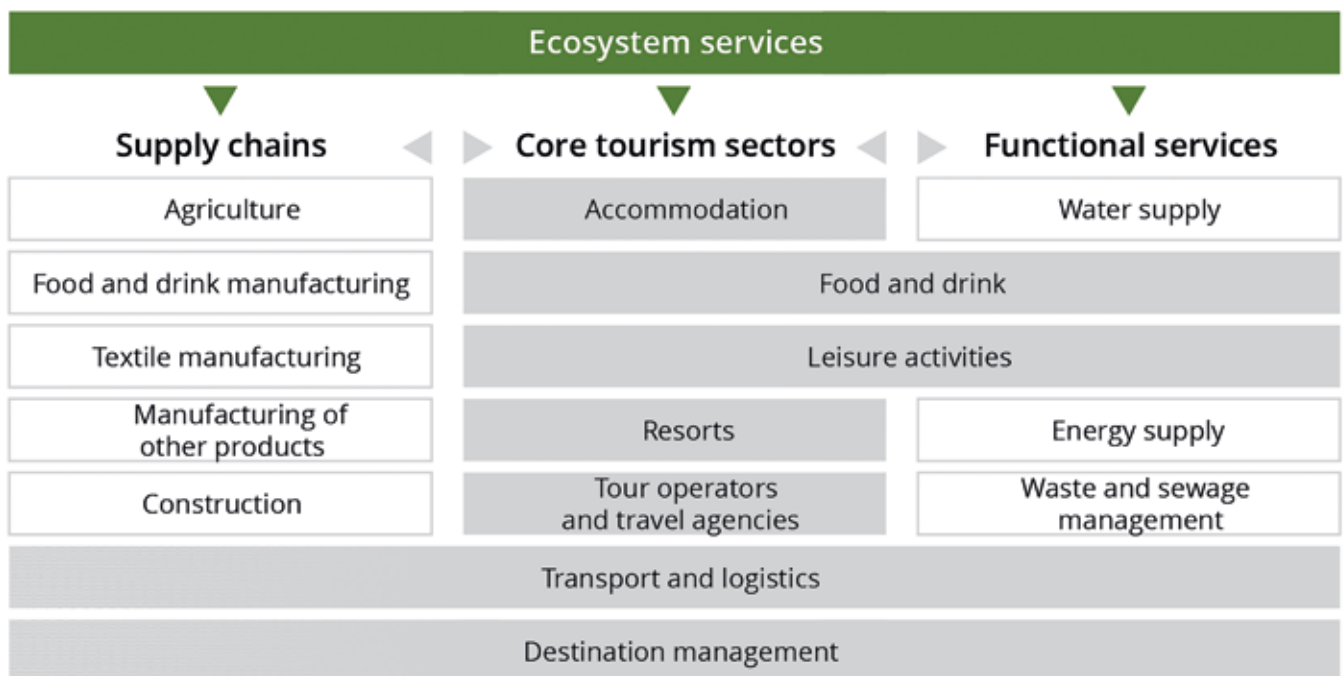 Ecosystem services
Supply chains
Core tourism sectors
Functional services
Agriculture
Accommodation
Water supply
Food and drink manufacturing
Food and drink
Textile manufacturing
Leisure activities
Manufacturing of
other products
Resorts
Energy supply
Construction
Tour operators
and travel agencies
Waste and sewage
management
Transport and logistics
Destination management